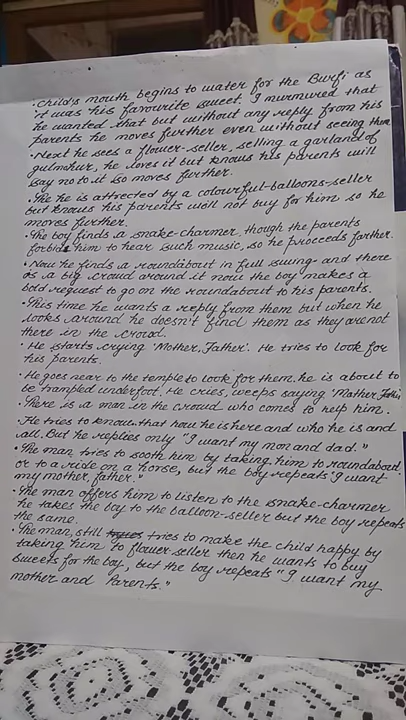 • Child's mouth begins to water for the Burfi as
it was his favourite sweet. I murmured that
he wanted that but without any reply from his
parents he moves further even without seeing them
• Next he sees a flower-seller, selling a garland of
gulmohur, he loves it but knows his parents will
say no to it so moves further.
• The he is attrected by a colourful-balloons-seller
but knows his parents will not buy for him so he
moves further.
• The boy finds a snake-charmer, though the parents
forbids him to hear such music, so he proceeds farther.
• Now he finds a roundabout in full swing and there
is a big crowd around it now the boy makes a
bold request to go on the roundabout to his parents.
• This time he wants a reply from them but when he
looks around he doesn't find them as they are not
there in the crowd.
• He starts crying 'Mother, Father'. He tries to look for
his parents.
• He goes near to the temple to look for them, he is about to
be trampled underfoot. He cries, weeps saying 'Mother
• There is a man in the crowd who comes to help him.
• He tries to know that how he is here and who he is and
all. But he replies only "I want my mom and dad."
• The man tries to sooth him by taking him to roundabout
or to a ride on a horse, but the boy repeats "I want
my mother, father."
• The man offers him to listen to the snake-charmer
he takes the boy to the balloon-seller but the boy repeats
the same.
• The man, still tries to make the child happy by
taking him to flower seller then he wants to buy
sweets for the boy, but the boy repeats "I want my
mother and Parents."